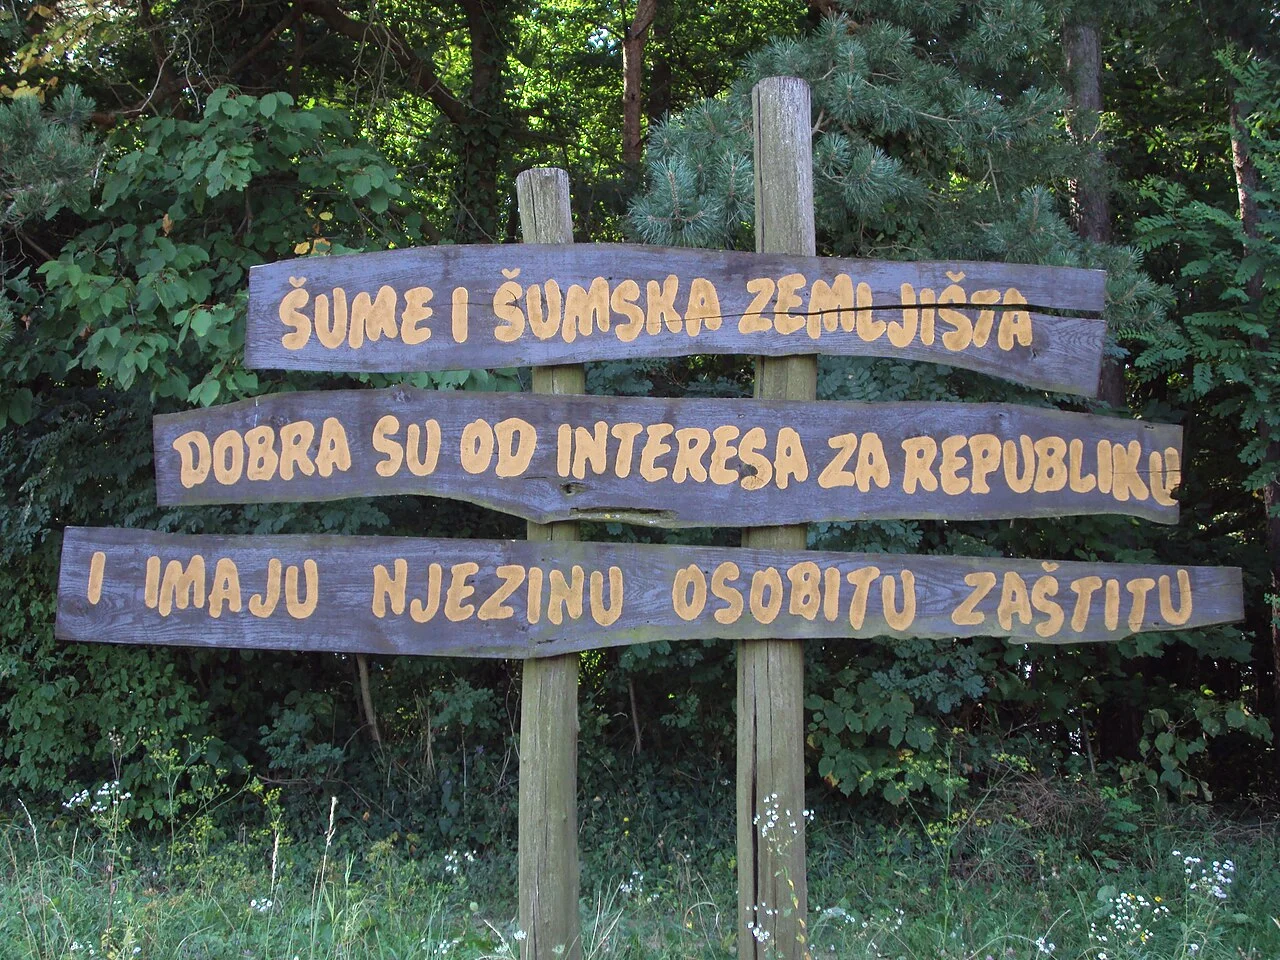 ŠUME I ŠUMSKA ZEMLJIŠTA
DOBRA SU OD INTERESA ZA REPUBLIKU
I IMAJU NJEZINU OSOBITU ZAŠTITU